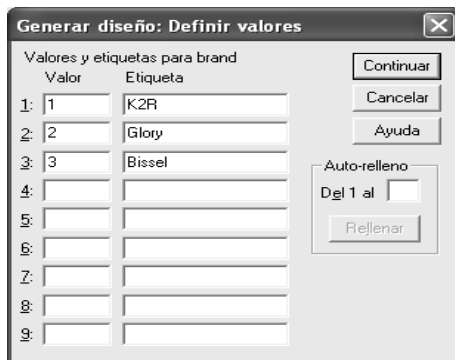 Generar diseño: Definir valores
Valores y etiquetas para brand
Valor Etiqueta
1: 1 K2R
2: 2 Glory
3: 3 Bissel
4:
5:
6:
7:
8:
9:
Continuar
Cancelar
Ayuda
Auto-relleno
Del 1 al
Rellenar